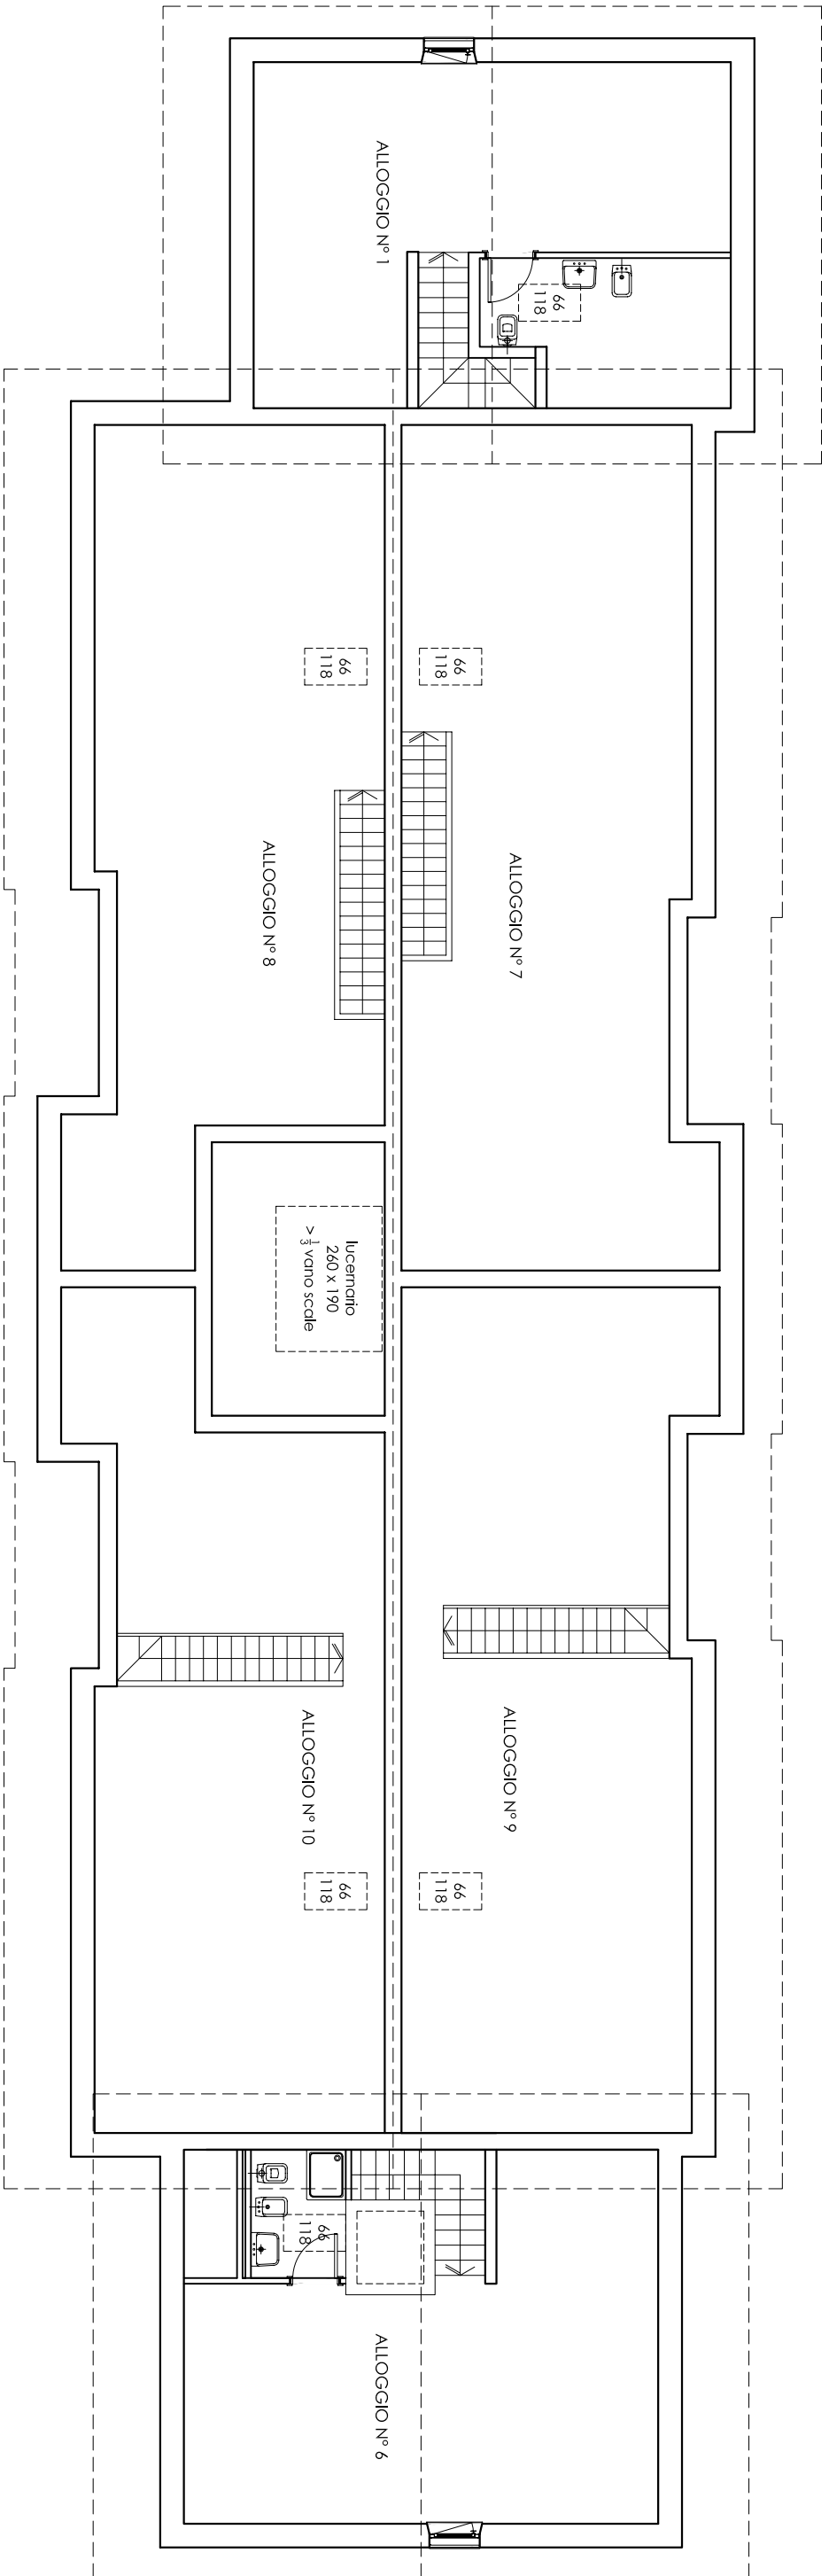 ALLOGGIO N° 1
66
118
66
118
66
118
ALLOGGIO N° 8
ALLOGGIO N° 7
lucernario
260 x 190
> 1/3 vano scale
ALLOGGIO N° 10
ALLOGGIO N° 9
66
118
66
118
66
118
ALLOGGIO N° 6